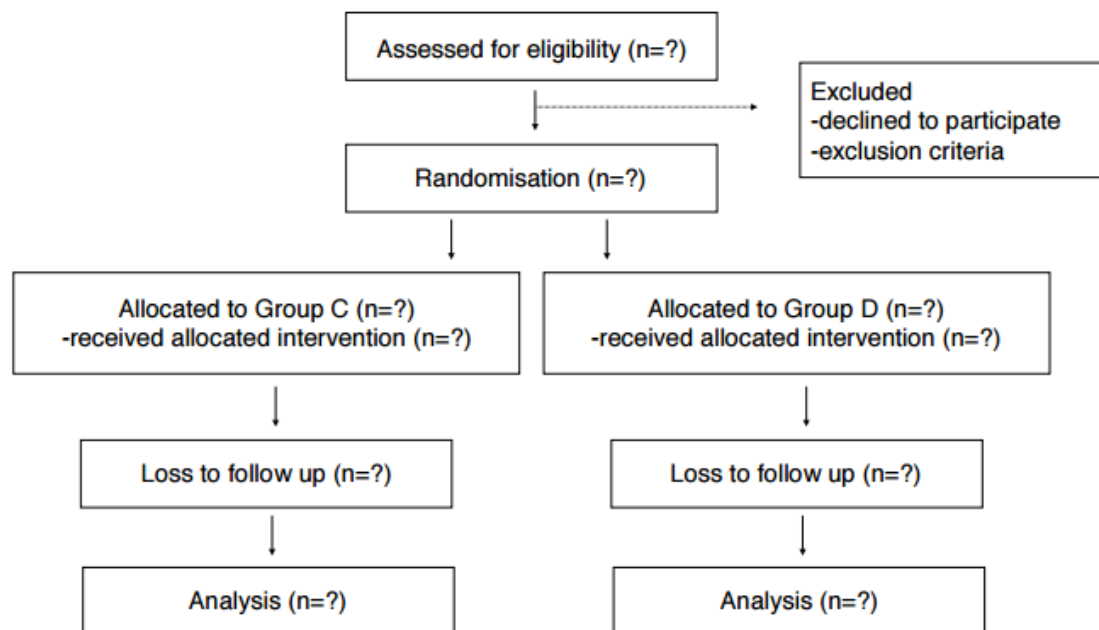 Assessed for eligibility (n=?)
Excluded
-declined to participate
-exclusion criteria
Randomisation (n=?)
Allocated to Group C (n=?)
-received allocated intervention (n=?)
Allocated to Group D (n=?)
-received allocated intervention (n=?)
Loss to follow up (n=?)
Loss to follow up (n=?)
Analysis (n=?)
Analysis (n=?)